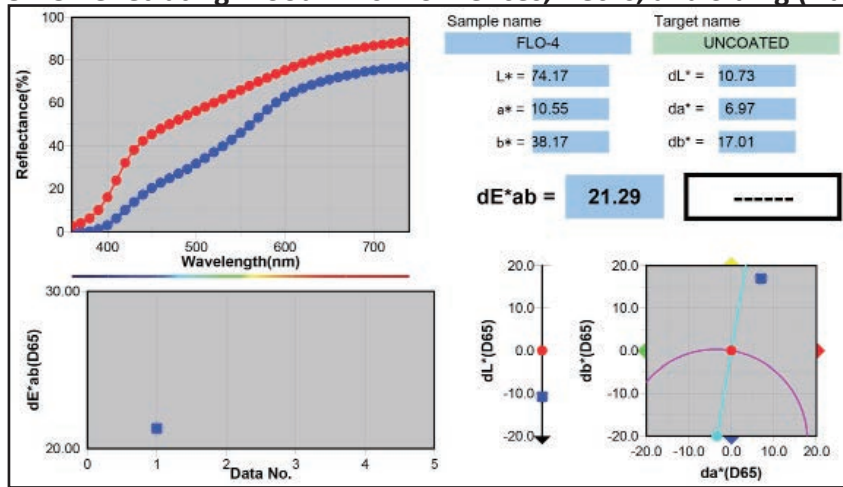 Sample name
Target name
FLO-4
UNCOATED
L* = 74.17
dL* = 10.73
a* = 10.55
da* = 6.97
b* = 38.17
db* = 17.01
dE*ab = 21.29
------
Reflectance(%)
100
80
60
40
20
0
400
500
600
700
Wavelength(nm)
dE*ab(D65)
30.00
20.00
0
1
2
3
4
5
Data No.
dL*(D65)
20.0
10.0
0.0
-10.0
-20.0
db*(D65)
20.0
10.0
0.0
-10.0
-20.0
-20.0
-10.0
0.0
10.0
20.0
da*(D65)